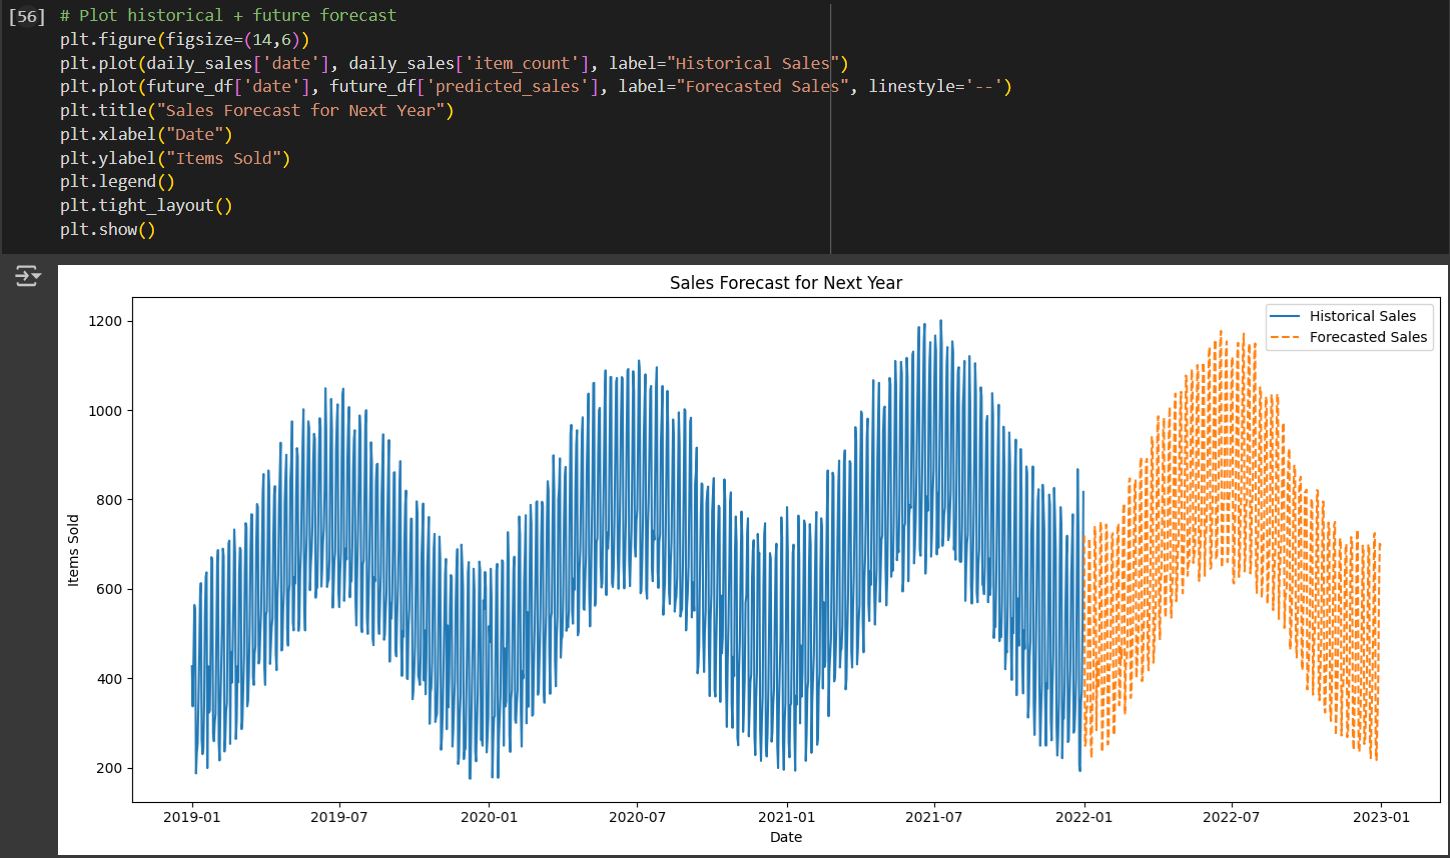 [56] # Plot historical + future forecast
plt.figure(figsize=(14,6))
plt.plot(daily_sales['date'], daily_sales['item_count'], label="Historical Sales")
plt.plot(future_df['date'], future_df['predicted_sales'], label="Forecasted Sales", linestyle='--')
plt.title("Sales Forecast for Next Year")
plt.xlabel("Date")
plt.ylabel("Items Sold")
plt.legend()
plt.tight_layout()
plt.show()
Sales Forecast for Next Year
Historical Sales
Forecasted Sales
1200
1000
800
600
400
200
Items Sold
2019-01 2019-07 2020-01 2020-07 2021-01 2021-07 2022-01 2022-07 2023-01
Date